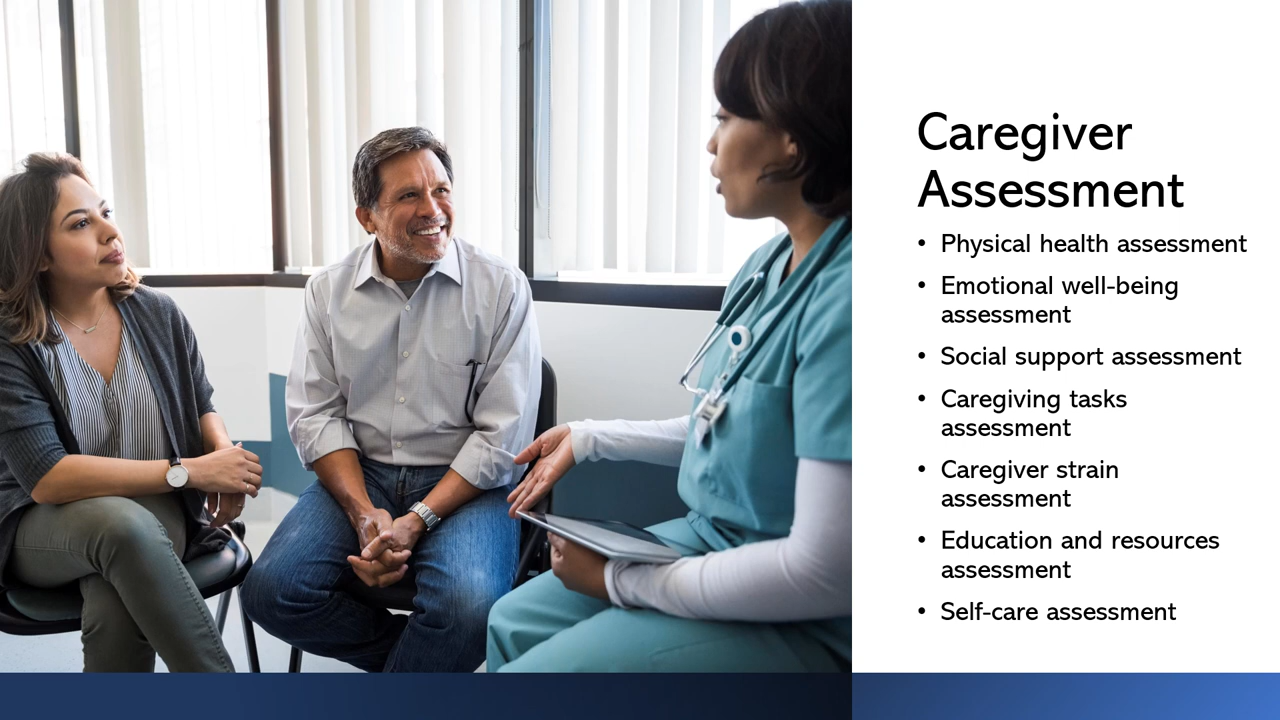 Caregiver
Assessment
• Physical health assessment
• Emotional well-being
assessment
• Social support assessment
• Caregiving tasks
assessment
• Caregiver strain
assessment
• Education and resources
assessment
• Self-care assessment